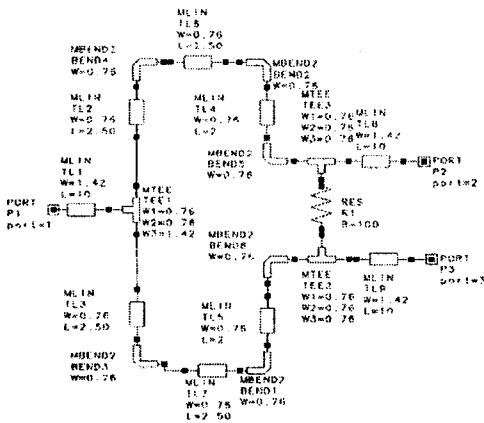 MLIN
TL6
W=0.76
L=2.50
MBEND2
BEND4
W=0.76
MBEND2
BEND2
W=0.76
MLIN
TL2
W=0.76
L=2.50
MLIN
TL4
W=0.76
L=2
MTEE
TEE3
W1=0.76
W2=0.76
W3=0.76
MLIN
TL8
W=1.42
L=10
MBEND2
BEND5
W=0.76
PORT
P2
port=2
MLIN
TL1
W=1.42
L=10
PORT
P1
port=1
MTEE
TEE1
W1=0.76
W2=0.76
W3=1.42
RES
R1
R=100
MBEND2
BEND6
W=0.76
PORT
P3
port=3
MTEE
TEE2
W1=0.76
W2=0.76
W3=0.76
MLIN
TL9
W=1.42
L=10
MLIN
TL3
W=0.76
L=2.50
MLIN
TL5
W=0.76
L=2
MBEND2
BEND3
W=0.76
MLIN
TL7
W=0.76
L=2.50
MBEND2
BEND1
W=0.76